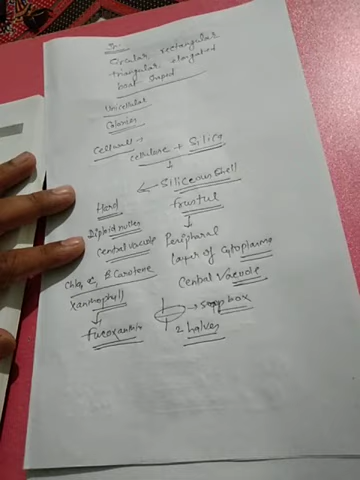 Circular rectangular
triangular elongated
boat shaped
Unicellular
Colonies
Cellwall →
cellulose + Silica
Siliceous Shell
Hard
Frustul
Diploid nuclei
Central vacuole
Peripheral
layer of Cytoplasm
Central Vacuole
Chl a, c, B Carotene
Xanthophyll
→ soap box
Fucoxanthin
2 halves